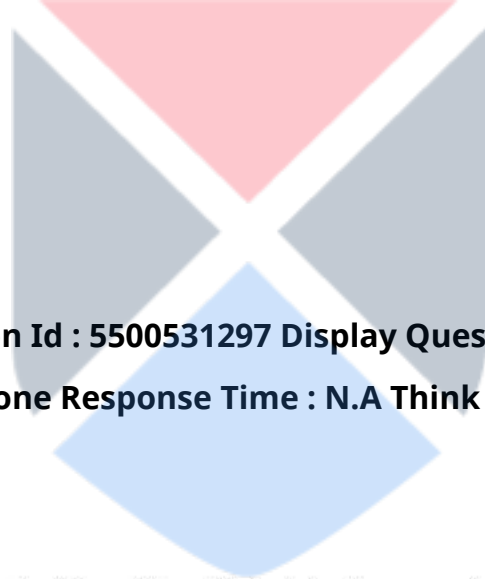 n Id : 5500531297 Display Ques
one Response Time : N.A Think